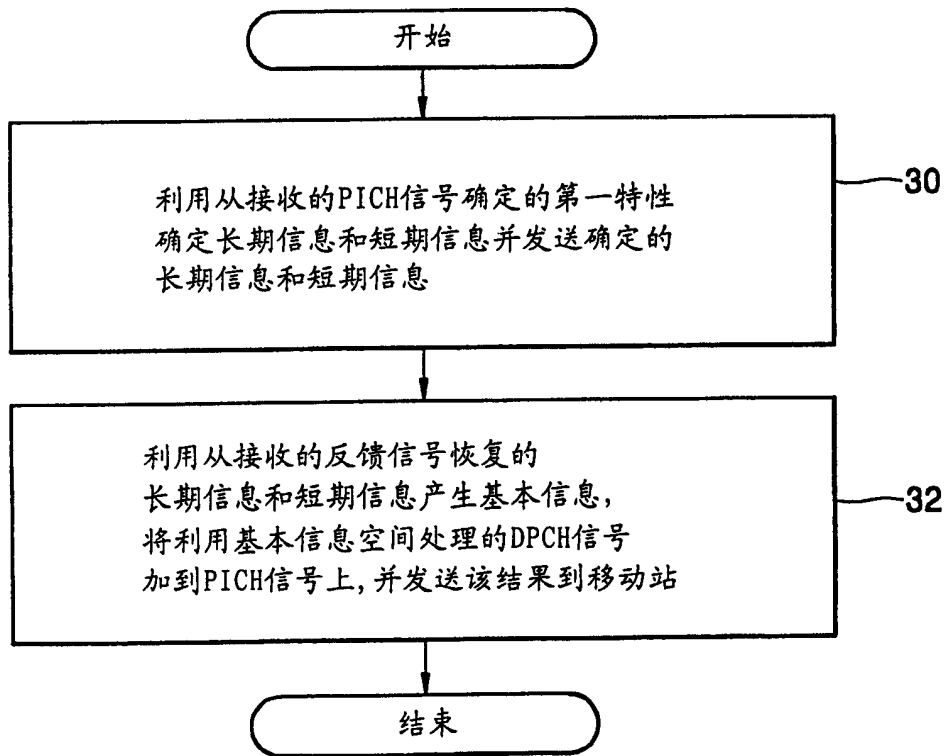 开始
利用从接收的PICH信号确定的第一特性
确定长期信息和短期信息并发送确定的
长期信息和短期信息
30
利用从接收的反馈信号恢复的
长期信息和短期信息产生基本信息,
将利用基本信息空间处理的DPCH信号
加到PICH信号上,并发送该结果到移动站
32
结束